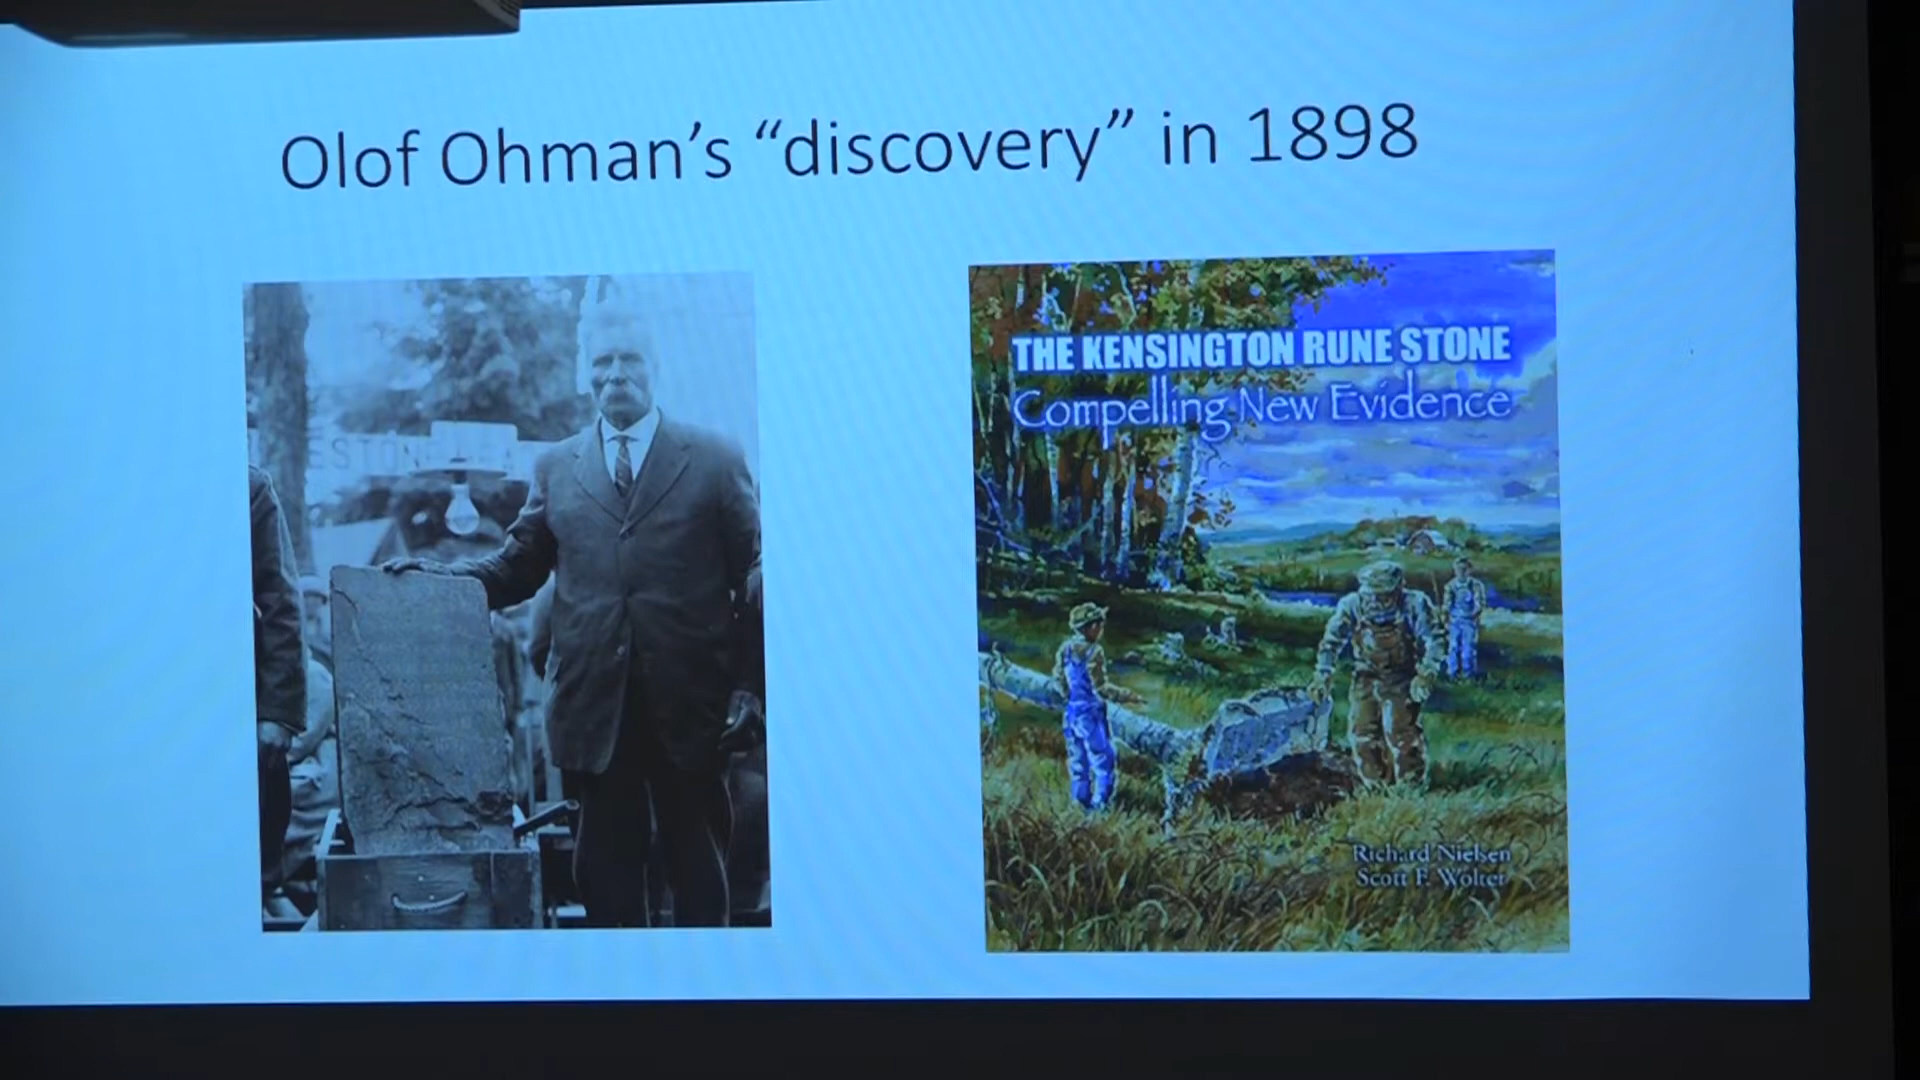 Olof Ohman’s “discovery” in 1898
THE KENSINGTON RUNE STONE
Compelling New Evidence
Richard Nielsen
Scott F. Wolter